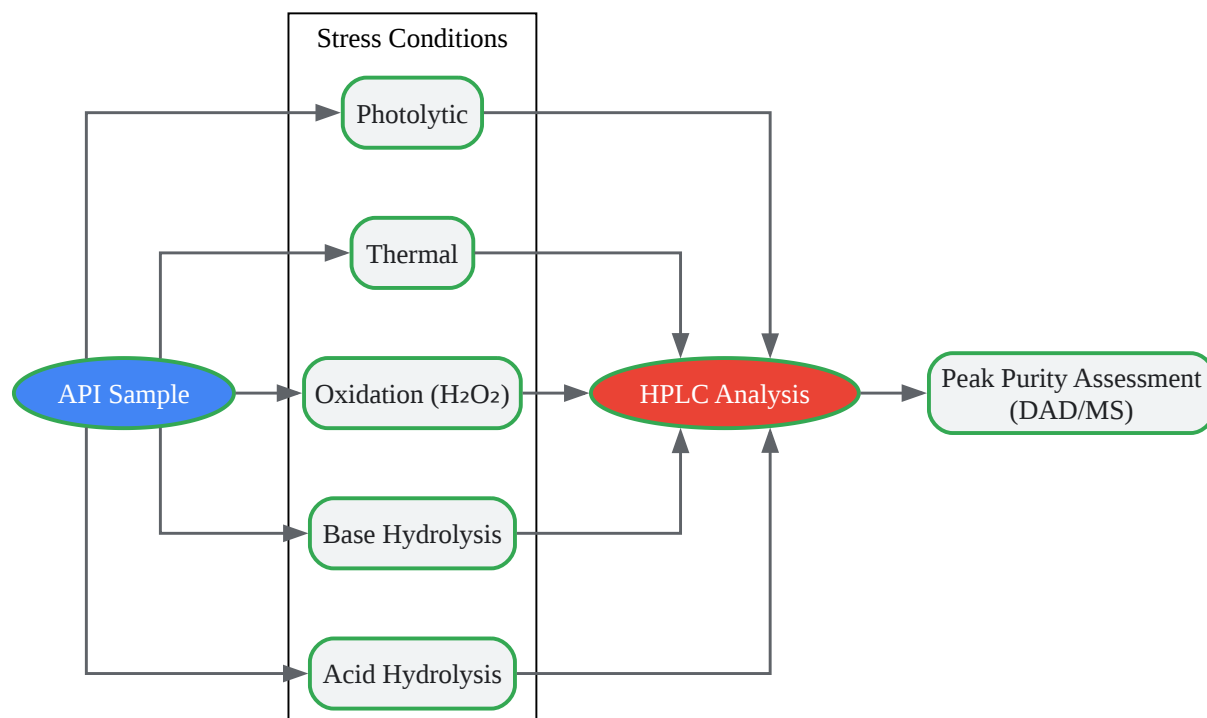 Stress Conditions
Photolytic
Thermal
API Sample
Oxidation (H₂O₂)
HPLC Analysis
Peak Purity Assessment
(DAD/MS)
Base Hydrolysis
Acid Hydrolysis